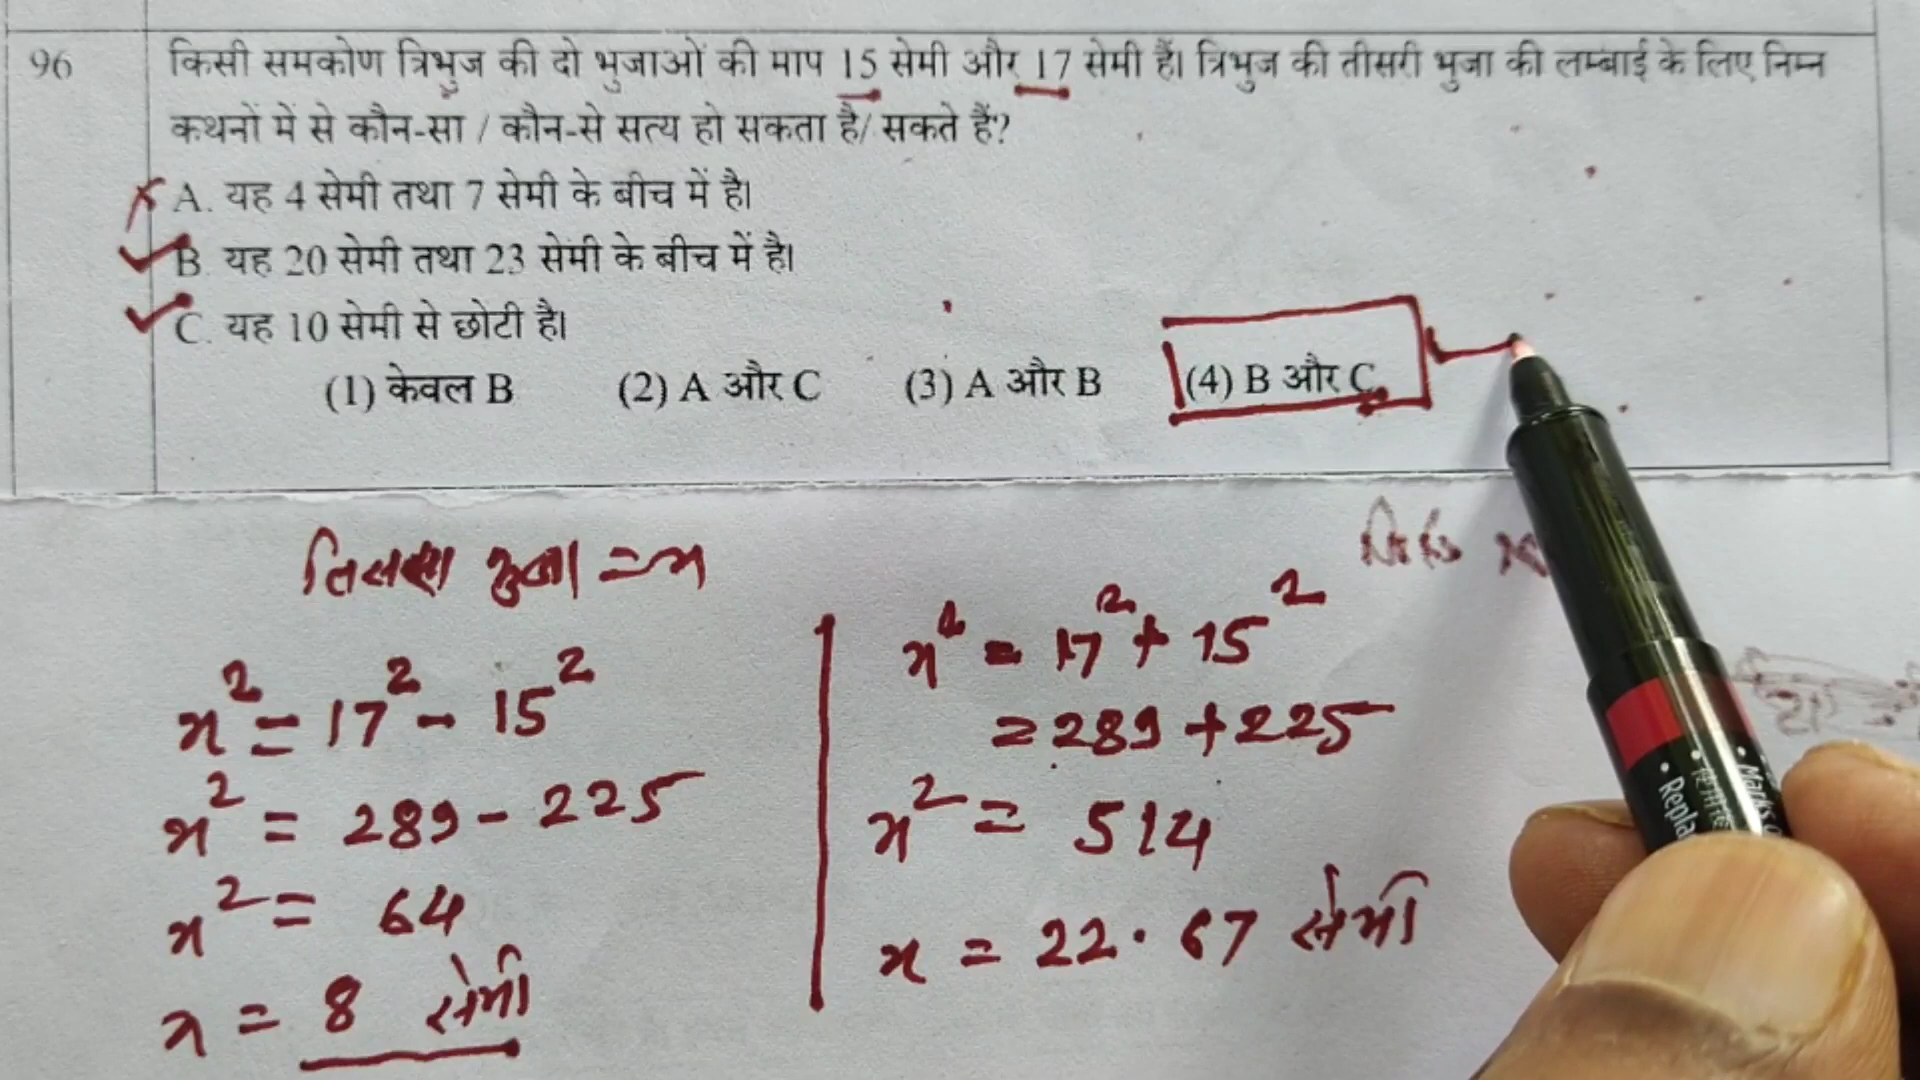 96
किसी समकोण त्रिभुज की दो भुजाओं की माप 15 सेमी और 17 सेमी हैं। त्रिभुज की तीसरी भुजा की लम्बाई के लिए निम्न
कथनों में से कौन-सा / कौन-से सत्य हो सकता है/ सकते हैं?
A. यह 4 सेमी तथा 7 सेमी के बीच में है।
B. यह 20 सेमी तथा 23 सेमी के बीच में है।
C. यह 10 सेमी से छोटी है।
(1) केवल B (2) A और C (3) A और B (4) B और C
भुजा = x
x² = 17² - 15²
x² = 289 - 225
x² = 64
x = 8 सेमी
x² = 17² + 15²
= 289 + 225
x² = 514
x = 22.67 सेमी
Marks
Repla